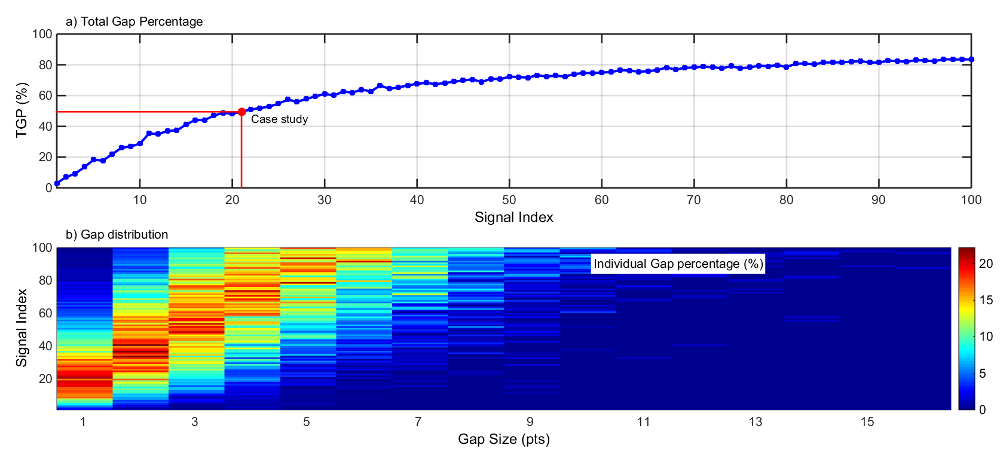 a) Total Gap Percentage
100
80
60
40
20
0
TGP (%)
Case study
10 20 30 40 50 60 70 80 90 100
Signal Index
b) Gap distribution
100
80
60
40
20
Signal Index
Individual Gap percentage (%)
20
15
10
5
0
1 3 5 7 9 11 13 15
Gap Size (pts)